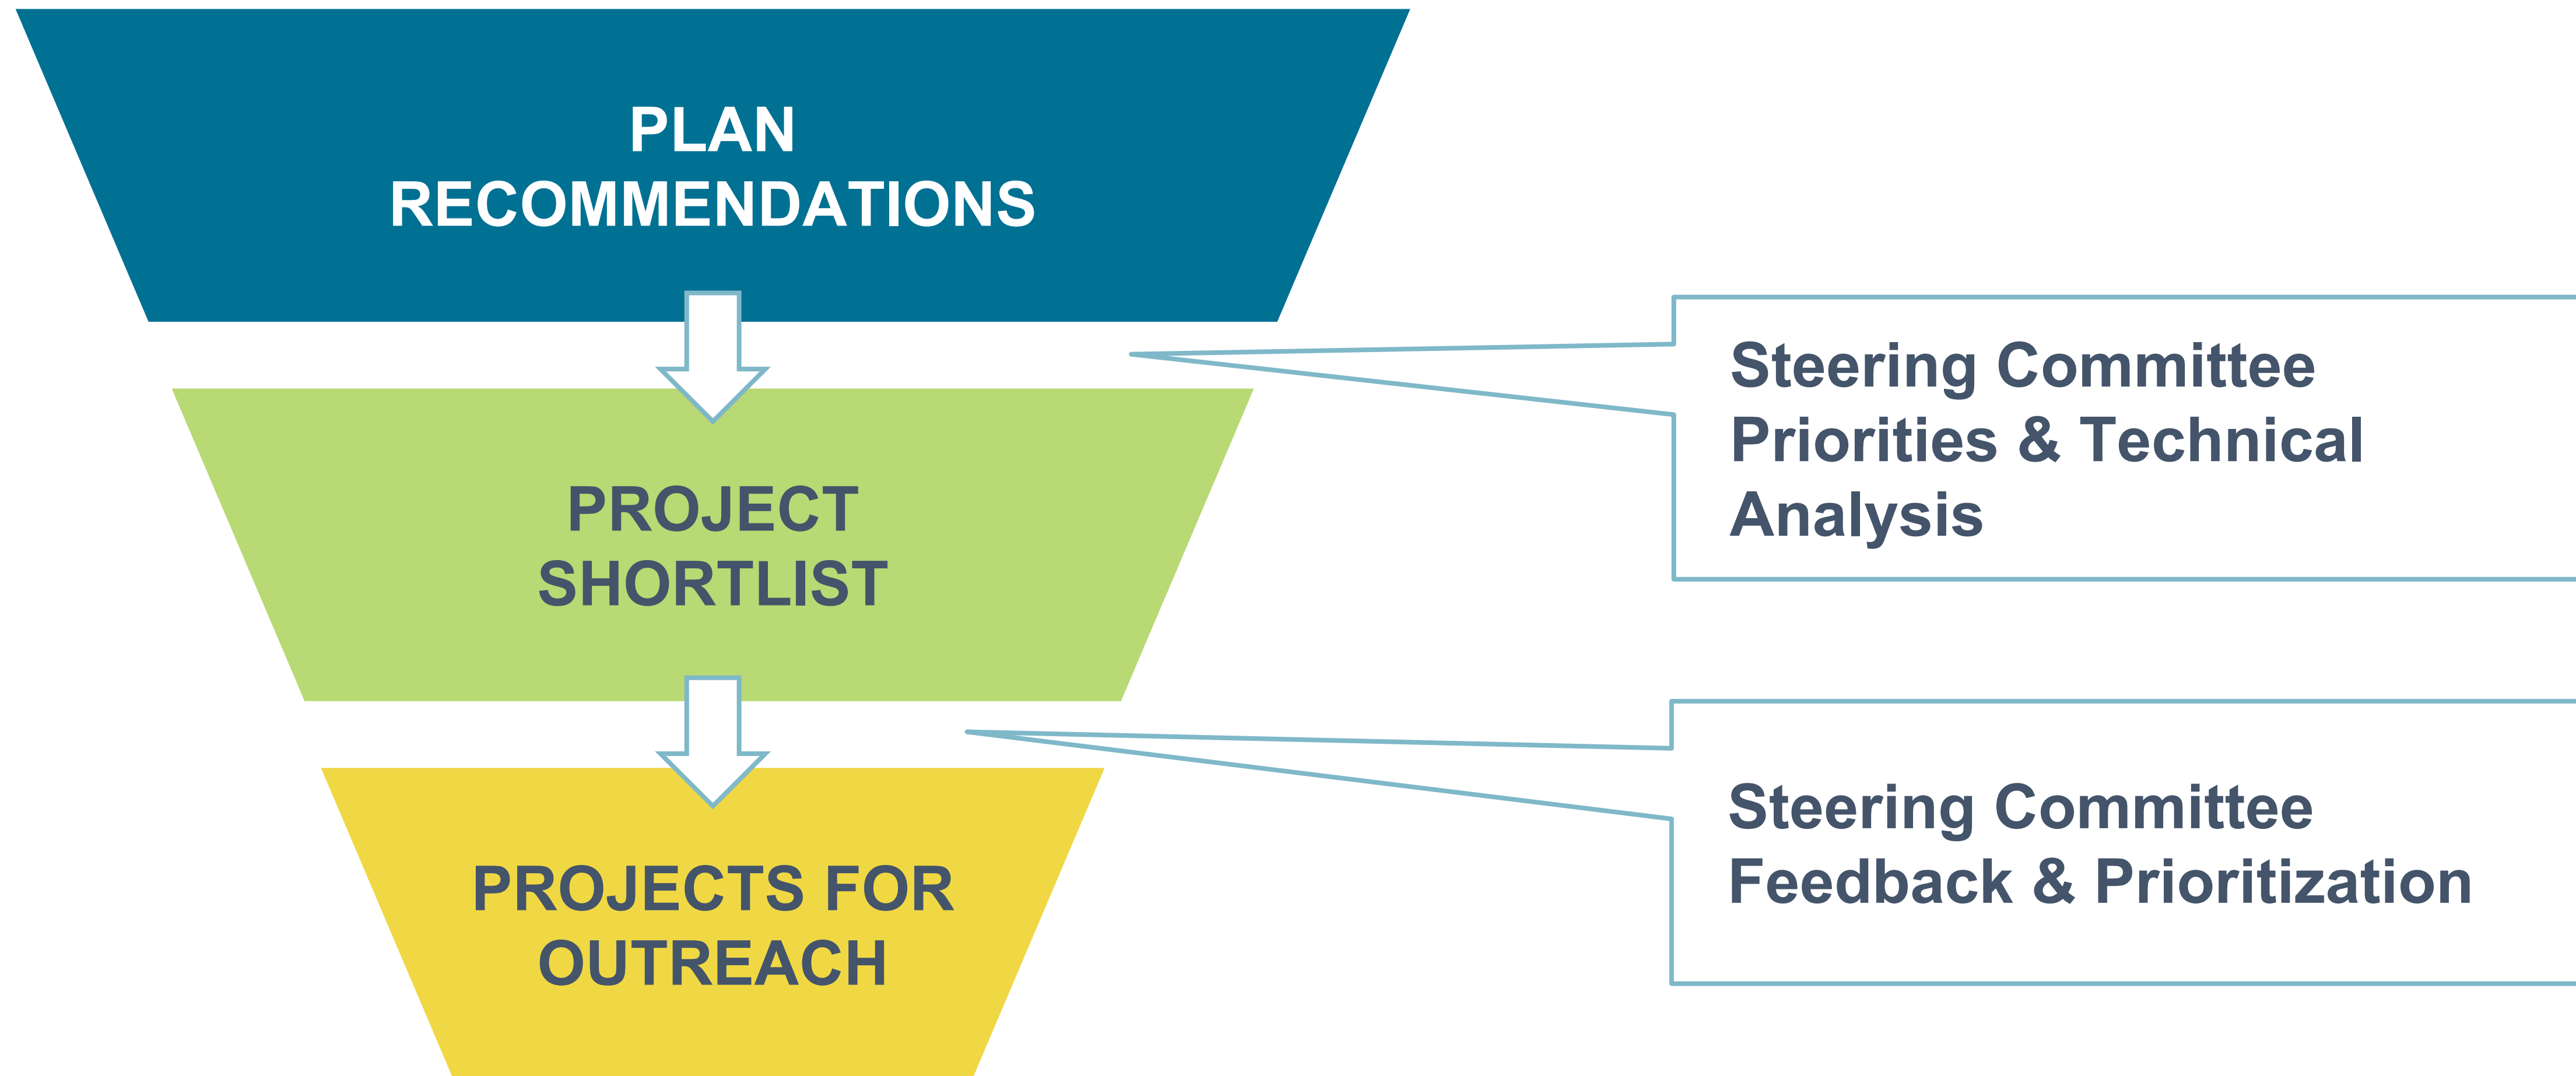 PLAN
RECOMMENDATIONS
Steering Committee
Priorities & Technical
Analysis
PROJECT
SHORTLIST
Steering Committee
Feedback & Prioritization
PROJECTS FOR
OUTREACH